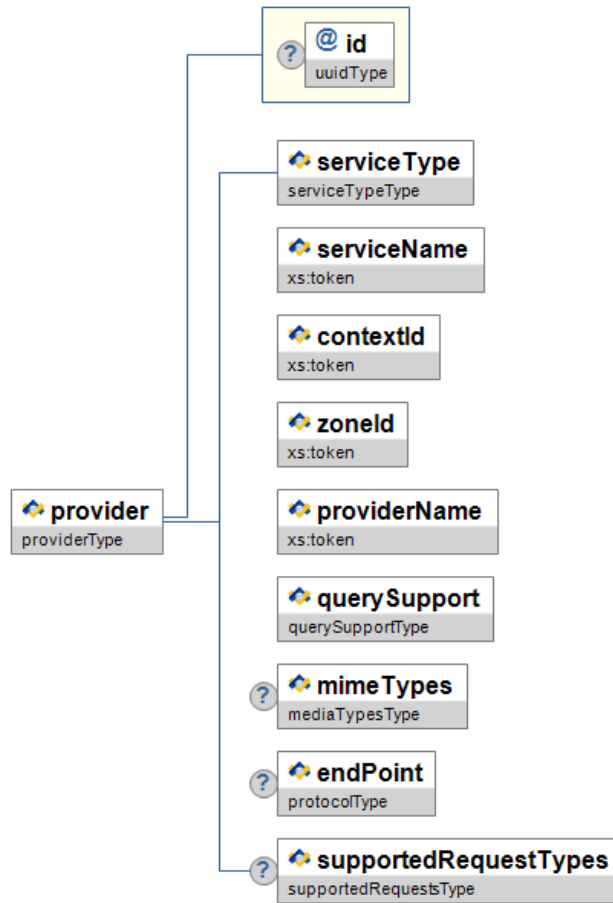 @ id
? uuidType
serviceType
serviceTypeType
serviceName
xs:token
contextId
xs:token
zoneId
xs:token
provider
providerType
providerName
xs:token
querySupport
querySupportType
? mimeTypes
mediaTypesType
? endPoint
protocolType
? supportedRequestTypes
supportedRequestsType